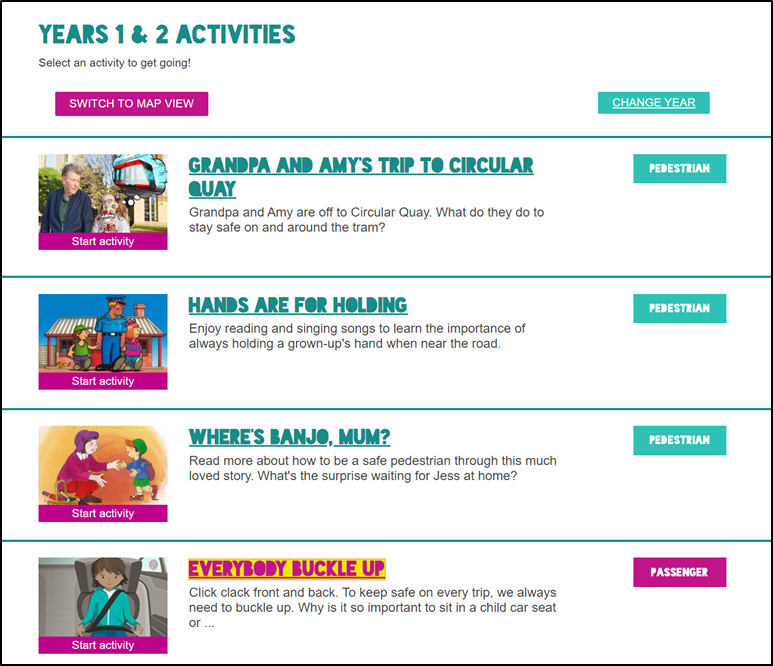 YEARS 1 & 2 ACTIVITIES
Select an activity to get going!
SWITCH TO MAP VIEW
CHANGE YEAR
GRANDPA AND AMY'S TRIP TO CIRCULAR
QUAY
PEDESTRIAN
Grandpa and Amy are off to Circular Quay. What do they do to
stay safe on and around the tram?
Start activity
HANDS ARE FOR HOLDING
PEDESTRIAN
Enjoy reading and singing songs to learn the importance of
always holding a grown-up's hand when near the road.
Start activity
WHERE'S BANJO, MUM?
PEDESTRIAN
Read more about how to be a safe pedestrian through this much
loved story. What's the surprise waiting for Jess at home?
Start activity
EVERYBODY BUCKLE UP
PASSENGER
Click clack front and back. To keep safe on every trip, we always
need to buckle up. Why is it so important to sit in a child car seat
or ...
Start activity